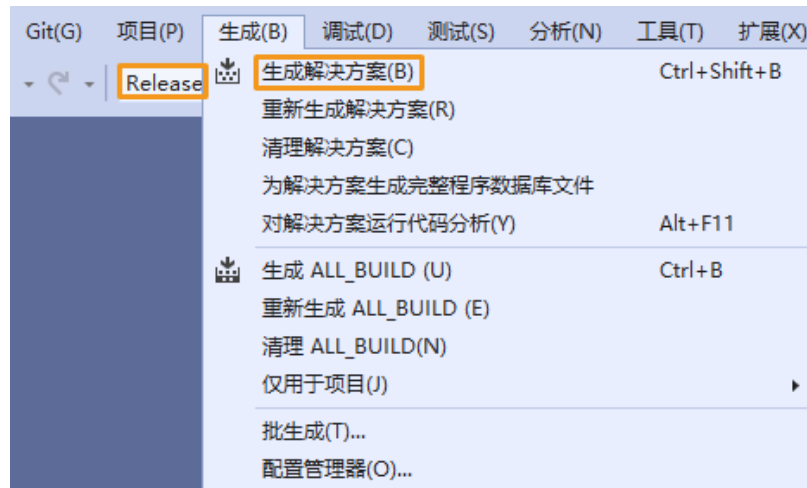 Git(G) 项目(P) 生成(B) 调试(D) 测试(S) 分析(N) 工具(T) 扩展(X)
Release 生成解决方案(B) Ctrl+Shift+B
重新生成解决方案(R)
清理解决方案(C)
为解决方案生成完整程序数据库文件
对解决方案运行代码分析(Y) Alt+F11
生成 ALL_BUILD (U) Ctrl+B
重新生成 ALL_BUILD (E)
清理 ALL_BUILD(N)
仅用于项目(J)
批生成(T)...
配置管理器(O)...